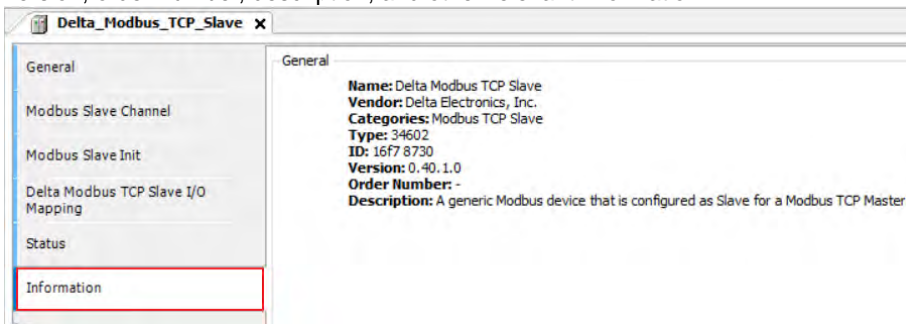 Delta_Modbus_TCP_Slave X
General
Modbus Slave Channel
Modbus Slave Init
Delta Modbus TCP Slave I/O
Mapping
Status
Information
General
Name: Delta Modbus TCP Slave
Vendor: Delta Electronics, Inc.
Categories: Modbus TCP Slave
Type: 34602
ID: 16f7 8730
Version: 0.40.1.0
Order Number: -
Description: A generic Modbus device that is configured as Slave for a Modbus TCP Master